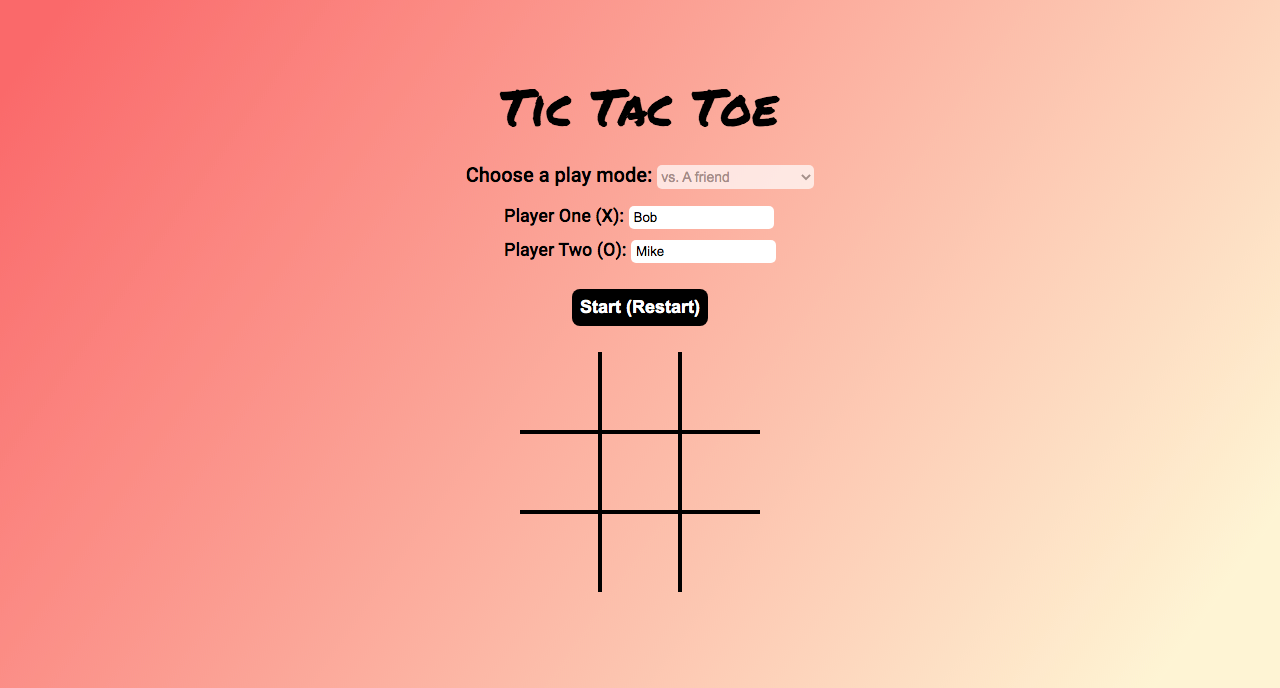 Tic Tac Toe
Choose a play mode: vs. A friend
Player One (X): Bob
Player Two (O): Mike
Start (Restart)